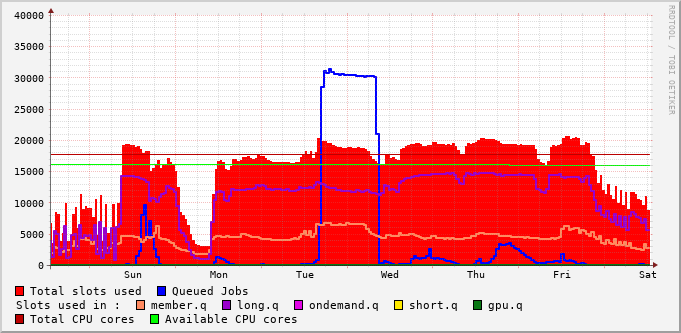 RRDTOOL / TOBI OETIKER
40000
35000
30000
25000
20000
15000
10000
5000
0
Sun Mon Tue Wed Thu Fri Sat
Total slots used Queued Jobs
Slots used in : member.q long.q ondemand.q short.q gpu.q
Total CPU cores Available CPU cores